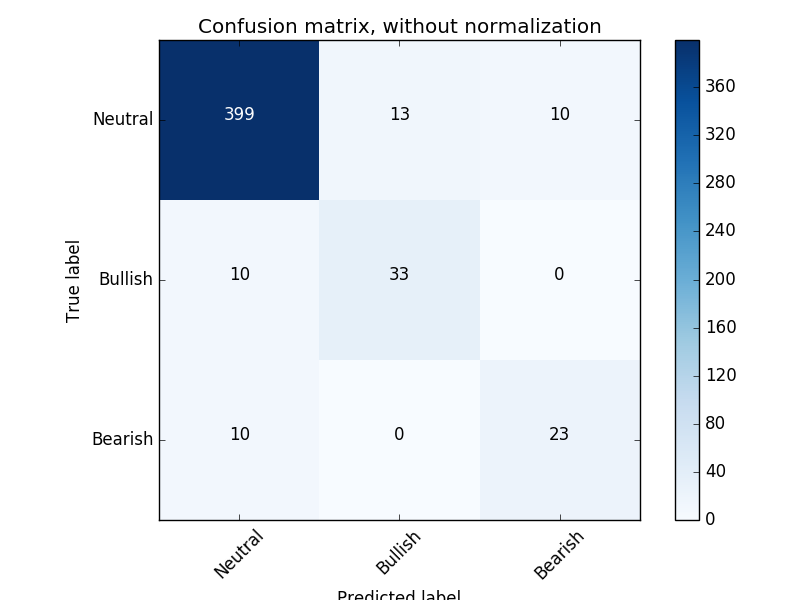 Confusion matrix, without normalization
True label
Neutral
399 13 10
Bullish
10 33 0
Bearish
10 0 23
Neutral Bullish Bearish
Predicted label
360
320
280
240
200
160
120
80
40
0